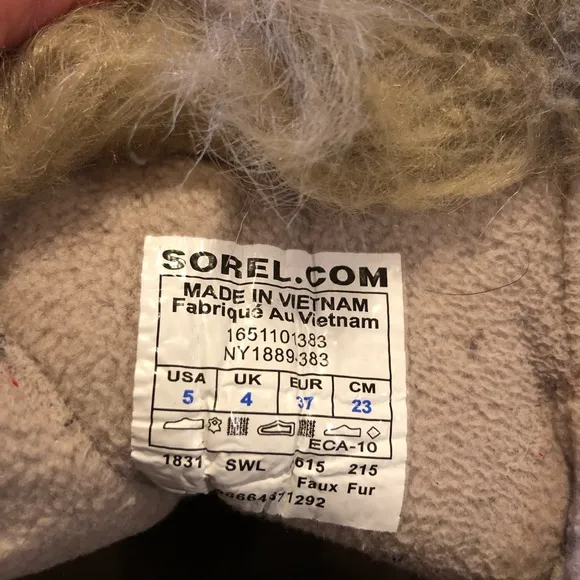 SOREL.COM
MADE IN VIETNAM
Fabriqué Au Vietnam
1651101383
NY1889-383
USA UK EUR CM
5 4 37 23
ECA-10
1831 SWL 615 215
Faux Fur